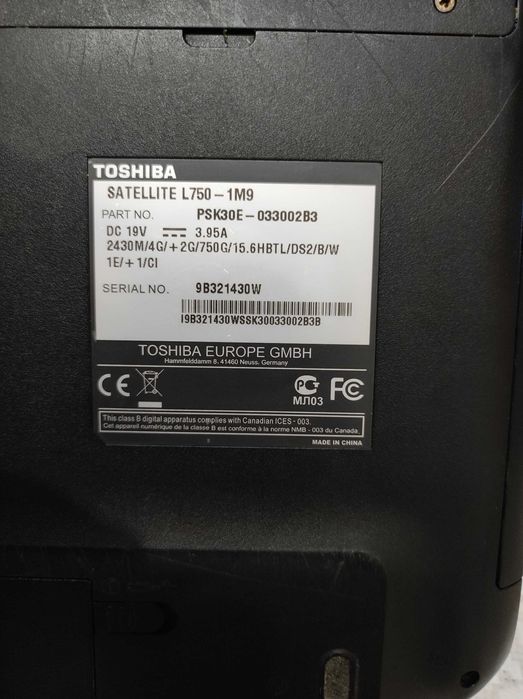 TOSHIBA
SATELLITE L750-1M9
PART NO. PSK30E-033002B3
DC 19V 3.95A
2430M/4G/+2G/750G/15.6HBTL/DS2/B/W
1E/+1/CI
SERIAL NO. 9B321430W
I9B321430WSSK30033002B3B
TOSHIBA EUROPE GMBH
Hammfelddamm 8, 41460 Neuss, Germany
CE PG FC
МЛ03
This class B digital apparatus complies with Canadian ICES - 003.
Cet appareil numérique de la classe B est conforme à la norme NMB - 003 du Canada.
MADE IN CHINA